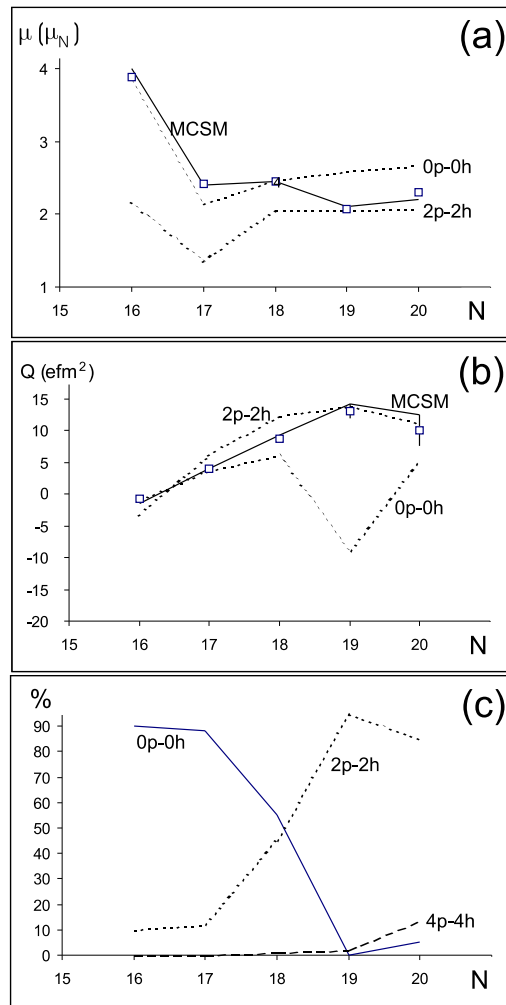 (a)
μ (μN)
4
3
2
1
MCSM
4
0p-0h
2p-2h
15 16 17 18 19 20 N
(b)
Q (efm²)
15
10
5
0
-5
-10
-15
-20
2p-2h
MCSM
0p-0h
15 16 17 18 19 20 N
(c)
%
90
80
70
60
50
40
30
20
10
0
0p-0h
2p-2h
4p-4h
15 16 17 18 19 20 N